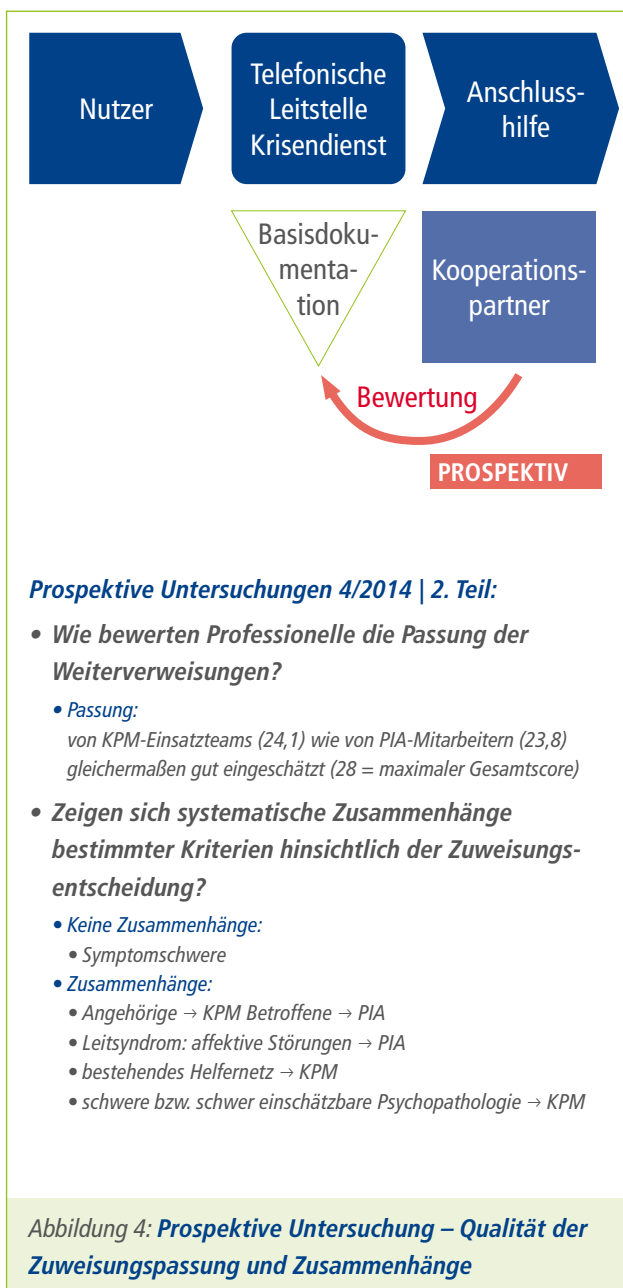 Nutzer
Telefonische
Leitstelle
Krisendienst
Anschluss-
hilfe
Basisdoku-
menta-
tion
Kooperations-
partner
Bewertung
PROSPEKTIV
Prospektive Untersuchungen 4/2014 | 2. Teil:
• Wie bewerten Professionelle die Passung der
Weiterverweisungen?
• Passung:
von KPM-Einsatzteams (24,1) wie von PIA-Mitarbeitern (23,8)
gleichermaßen gut eingeschätzt (28 = maximaler Gesamtscore)
• Zeigen sich systematische Zusammenhänge
bestimmter Kriterien hinsichtlich der Zuweisungs-
entscheidung?
• Keine Zusammenhänge:
• Symptomschwere
• Zusammenhänge:
• Angehörige → KPM Betroffene → PIA
• Leitsyndrom: affektive Störungen → PIA
• bestehendes Helfernetz → KPM
• schwere bzw. schwer einschätzbare Psychopathologie → KPM
Abbildung 4: Prospektive Untersuchung – Qualität der
Zuweisungspassung und Zusammenhänge